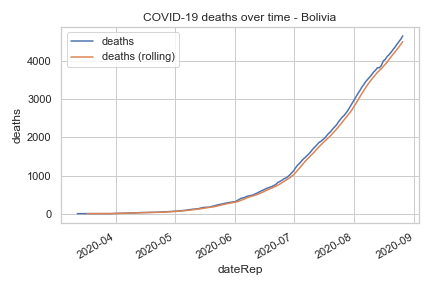 COVID-19 deaths over time - Bolivia
deaths
deaths (rolling)
deaths
4000
3000
2000
1000
0
2020-04
2020-05
2020-06
2020-07
2020-08
2020-09
dateRep